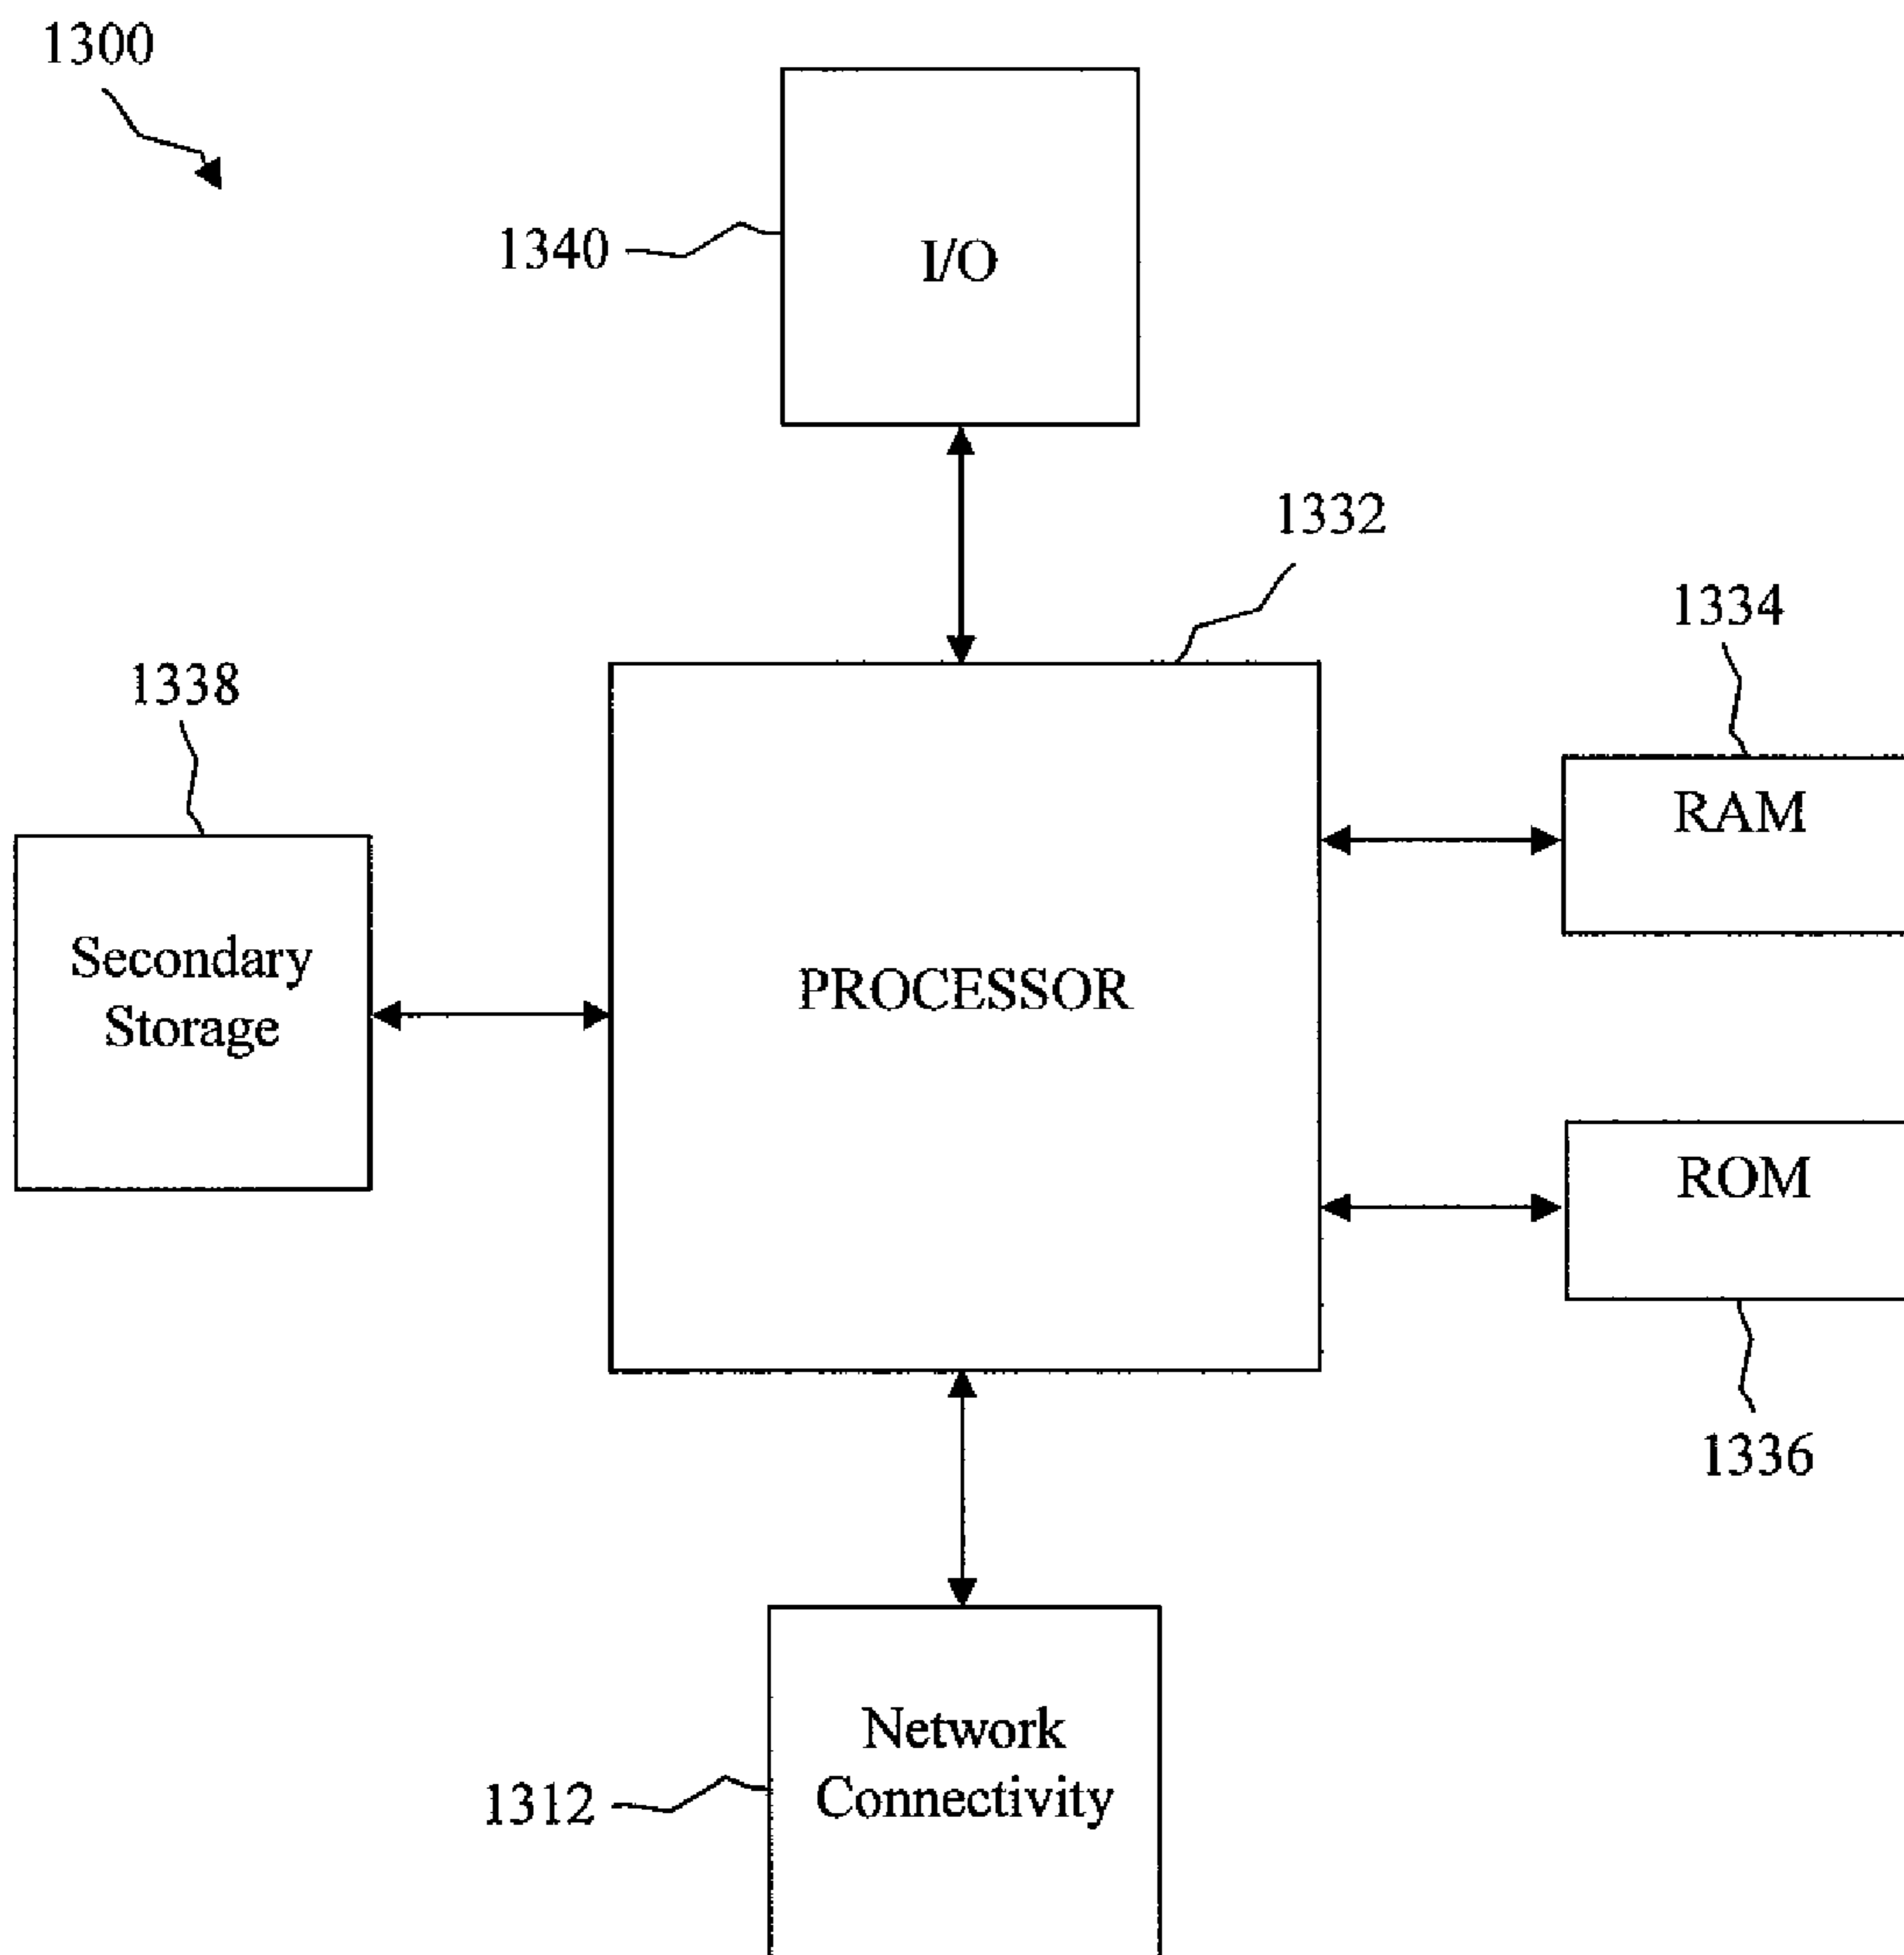 1300
1340
I/O
1332
1334
RAM
1338
Secondary
Storage
PROCESSOR
ROM
1336
Network
Connectivity
1312